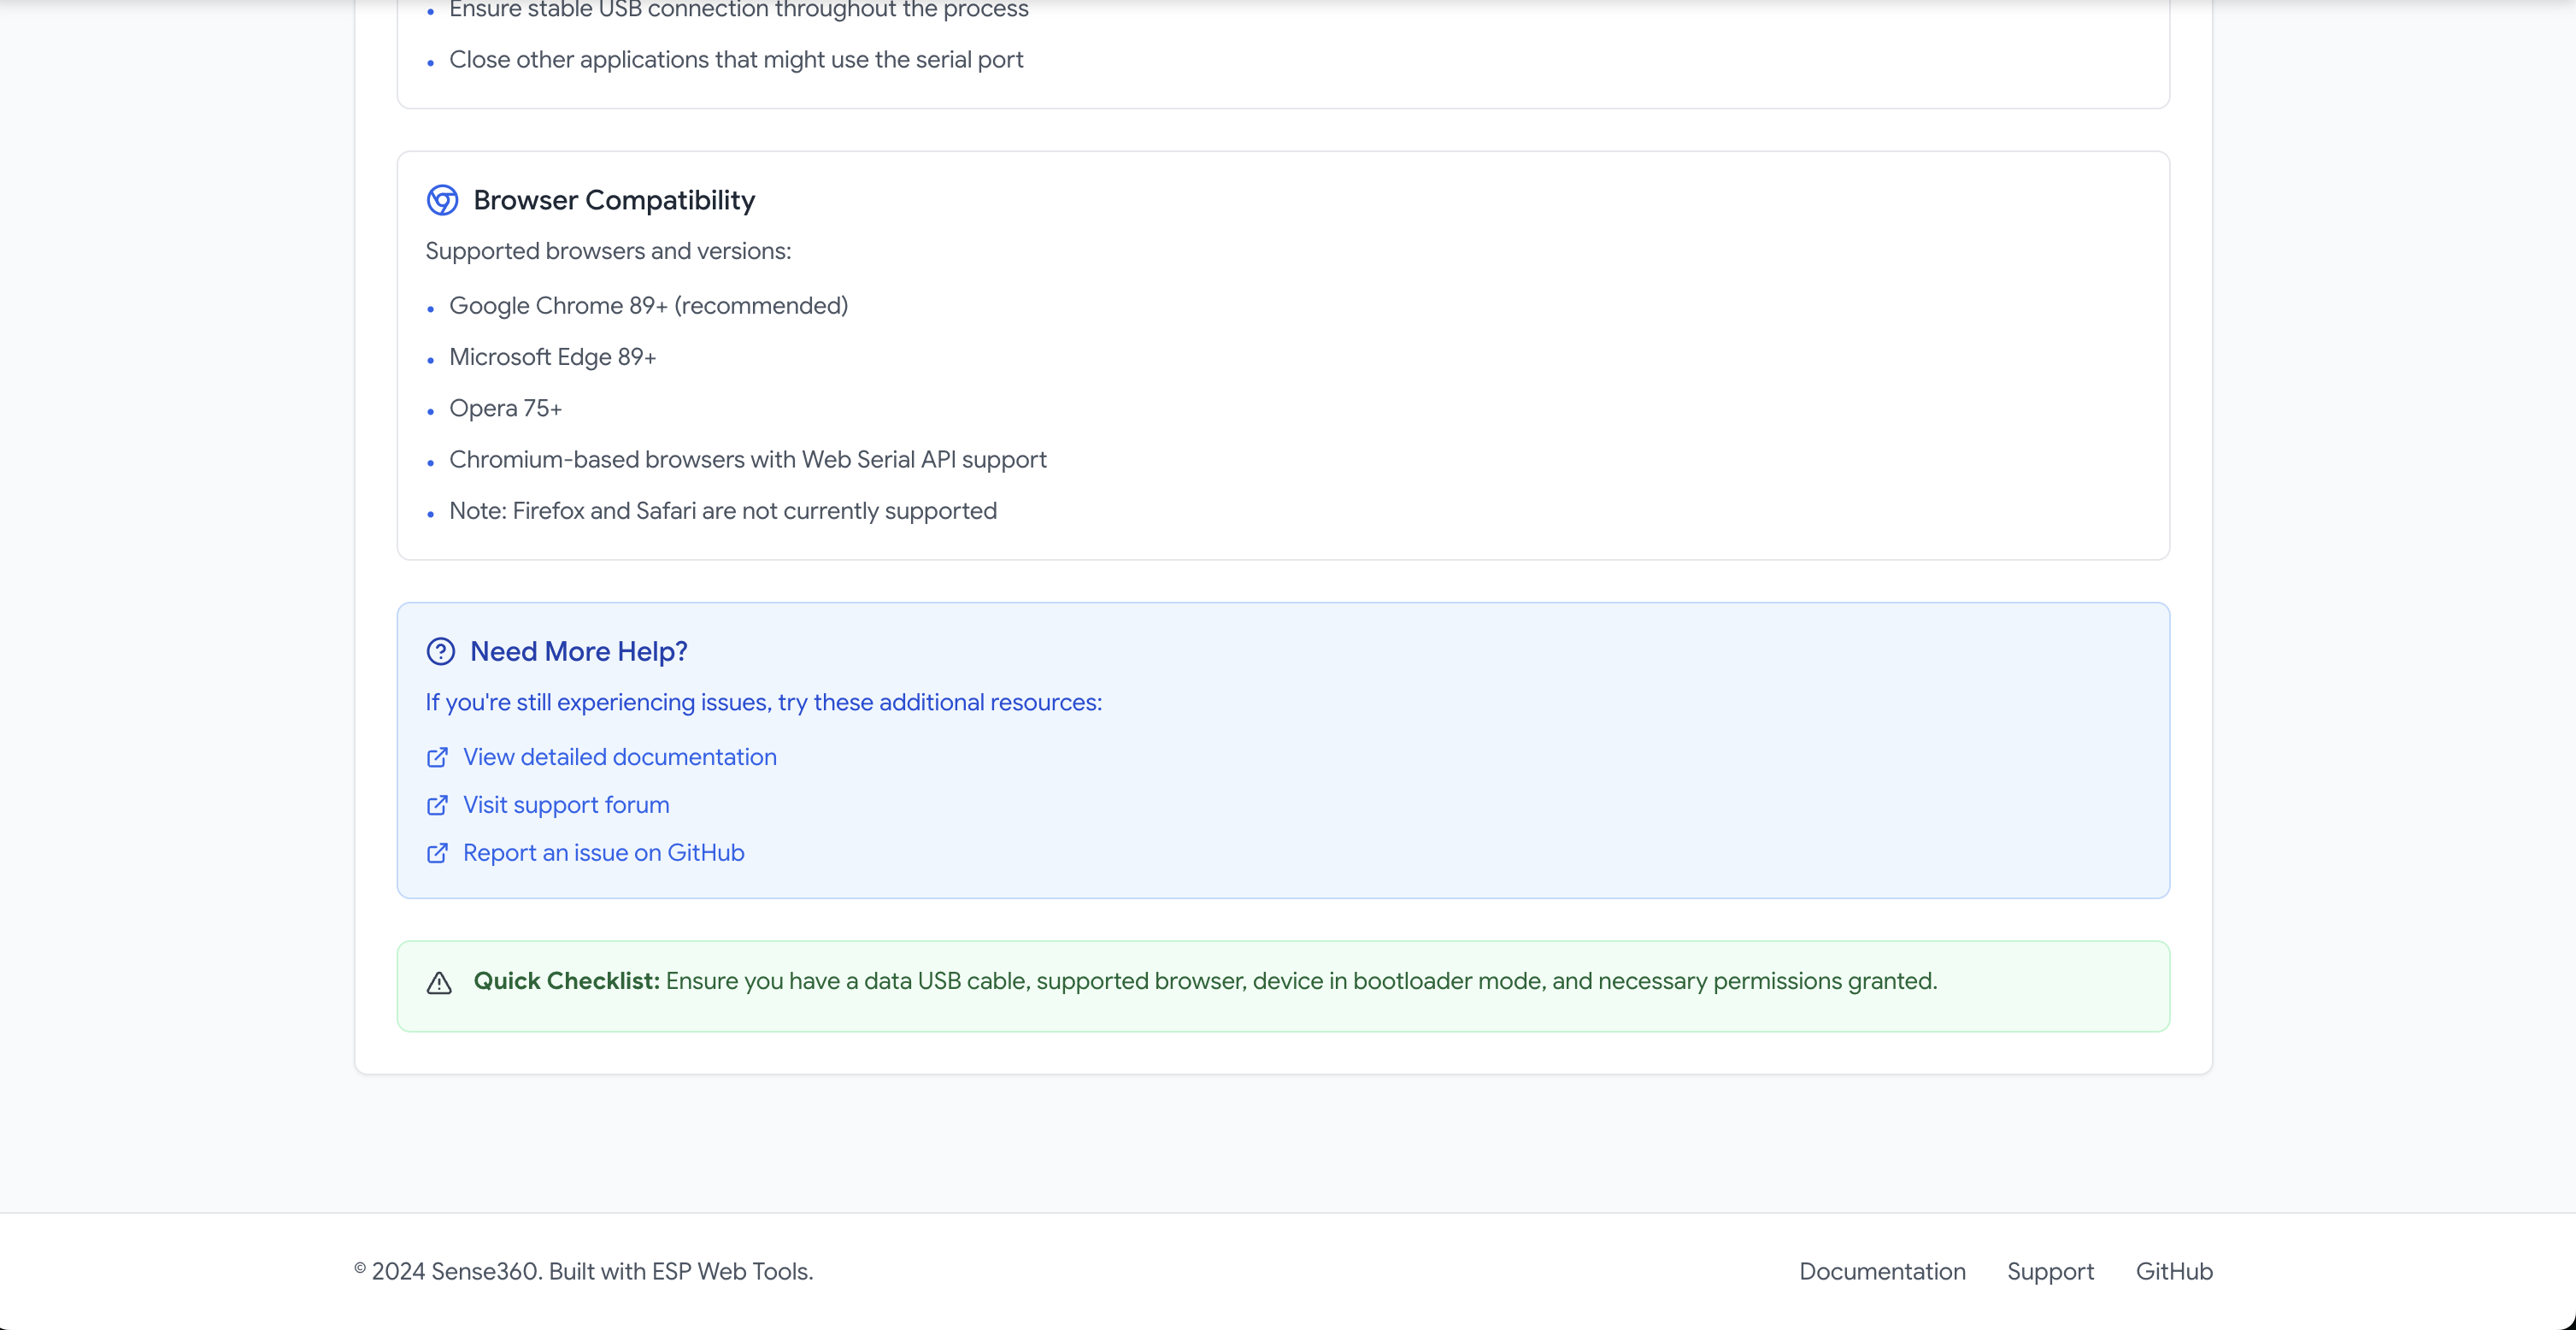 Ensure stable USB connection throughout the process
Close other applications that might use the serial port
Browser Compatibility
Supported browsers and versions:
Google Chrome 89+ (recommended)
Microsoft Edge 89+
Opera 75+
Chromium-based browsers with Web Serial API support
Note: Firefox and Safari are not currently supported
Need More Help?
If you're still experiencing issues, try these additional resources:
View detailed documentation
Visit support forum
Report an issue on GitHub
Quick Checklist: Ensure you have a data USB cable, supported browser, device in bootloader mode, and necessary permissions granted.
© 2024 Sense360. Built with ESP Web Tools.
Documentation Support GitHub